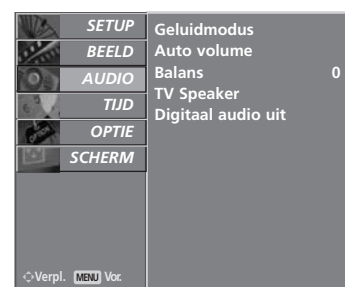 SETUP
BEELD
AUDIO
TIJD
OPTIE
SCHERM
Verpl. MENU Vor.
Geluidmodus
Auto volume
Balans 0
TV Speaker
Digitaal audio uit